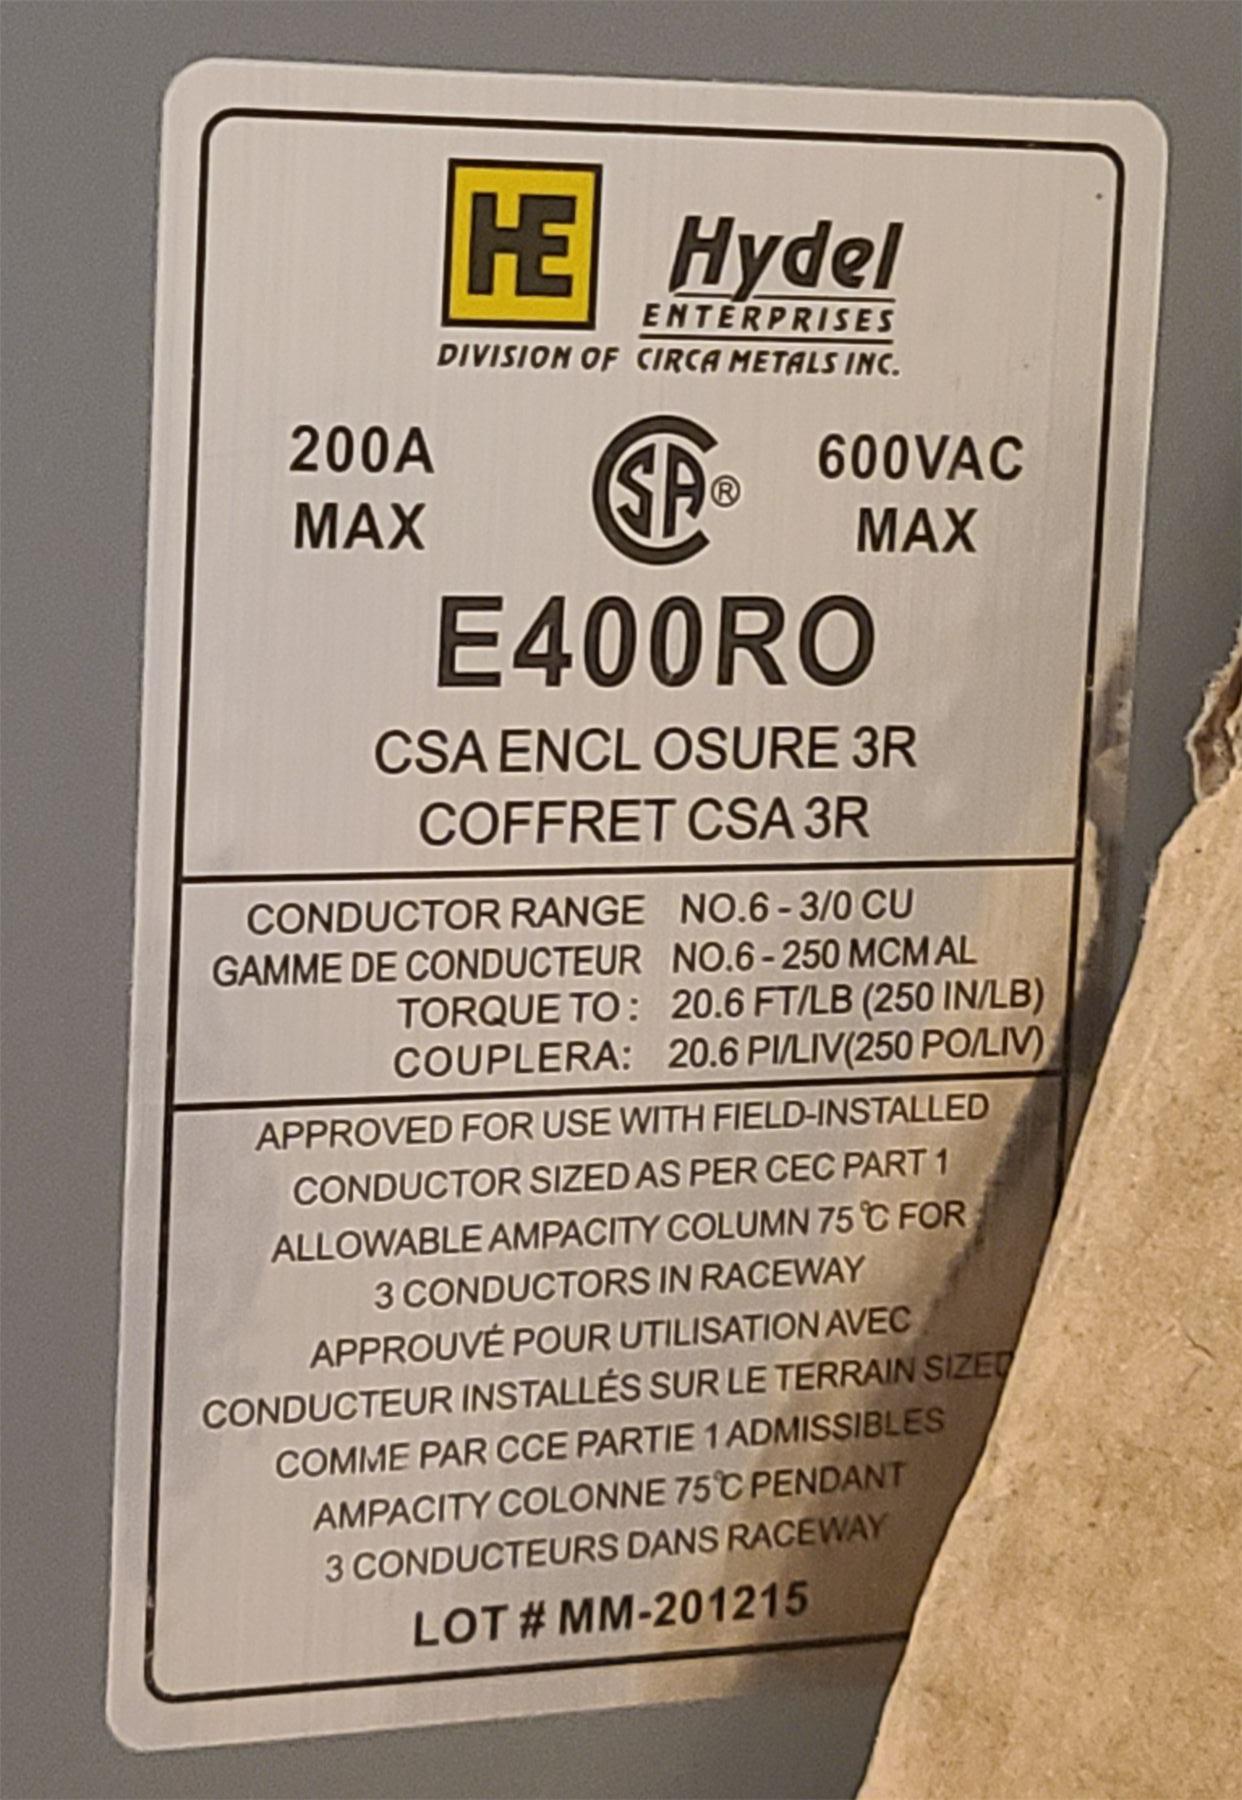 HE
Hydel
ENTERPRISES
DIVISION OF CIRCA METALS INC.
200A
MAX
CSA®
600VAC
MAX
E400RO
CSA ENCL OSURE 3R
COFFRET CSA 3R
CONDUCTOR RANGE NO.6 - 3/0 CU
GAMME DE CONDUCTEUR NO.6 - 250 MCM AL
TORQUE TO : 20.6 FT/LB (250 IN/LB)
COUPLERA: 20.6 PI/LIV(250 PO/LIV)
APPROVED FOR USE WITH FIELD-INSTALLED
CONDUCTOR SIZED AS PER CEC PART 1
ALLOWABLE AMPACITY COLUMN 75℃ FOR
3 CONDUCTORS IN RACEWAY
APPROUVÉ POUR UTILISATION AVEC
CONDUCTEUR INSTALLÉS SUR LE TERRAIN SIZED
COMME PAR CCE PARTIE 1 ADMISSIBLES
AMPACITY COLONNE 75℃ PENDANT
3 CONDUCTEURS DANS RACEWAY
LOT # MM-201215